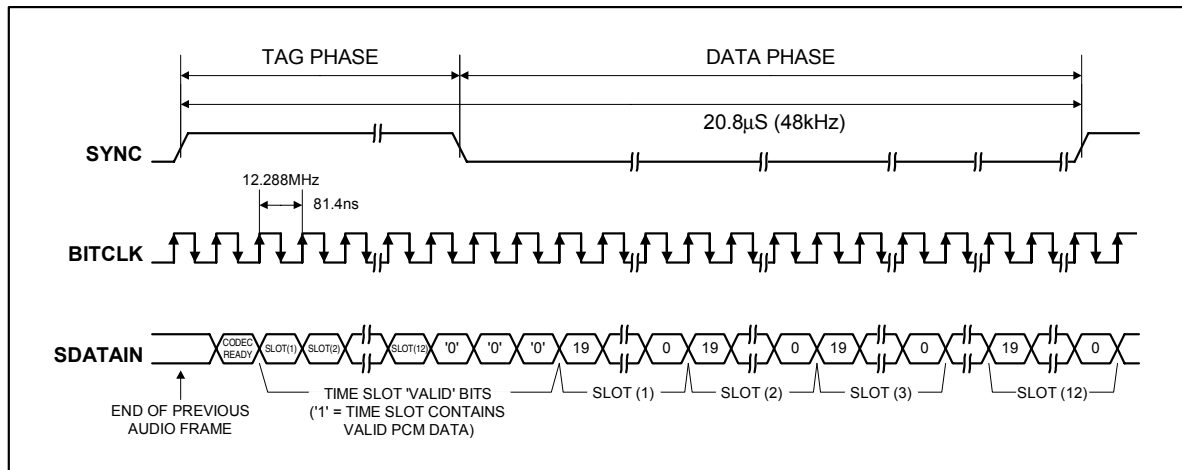 TAG PHASE
DATA PHASE
20.8µS (48kHz)
SYNC
12.288MHz
81.4ns
BITCLK
SDATAIN
CODEC
READY
SLOT(1)
SLOT(2)
SLOT(12)
'0'
'0'
'0'
19
0
19
0
19
0
19
0
END OF PREVIOUS
AUDIO FRAME
TIME SLOT 'VALID' BITS
('1' = TIME SLOT CONTAINS
VALID PCM DATA)
SLOT (1)
SLOT (2)
SLOT (3)
SLOT (12)